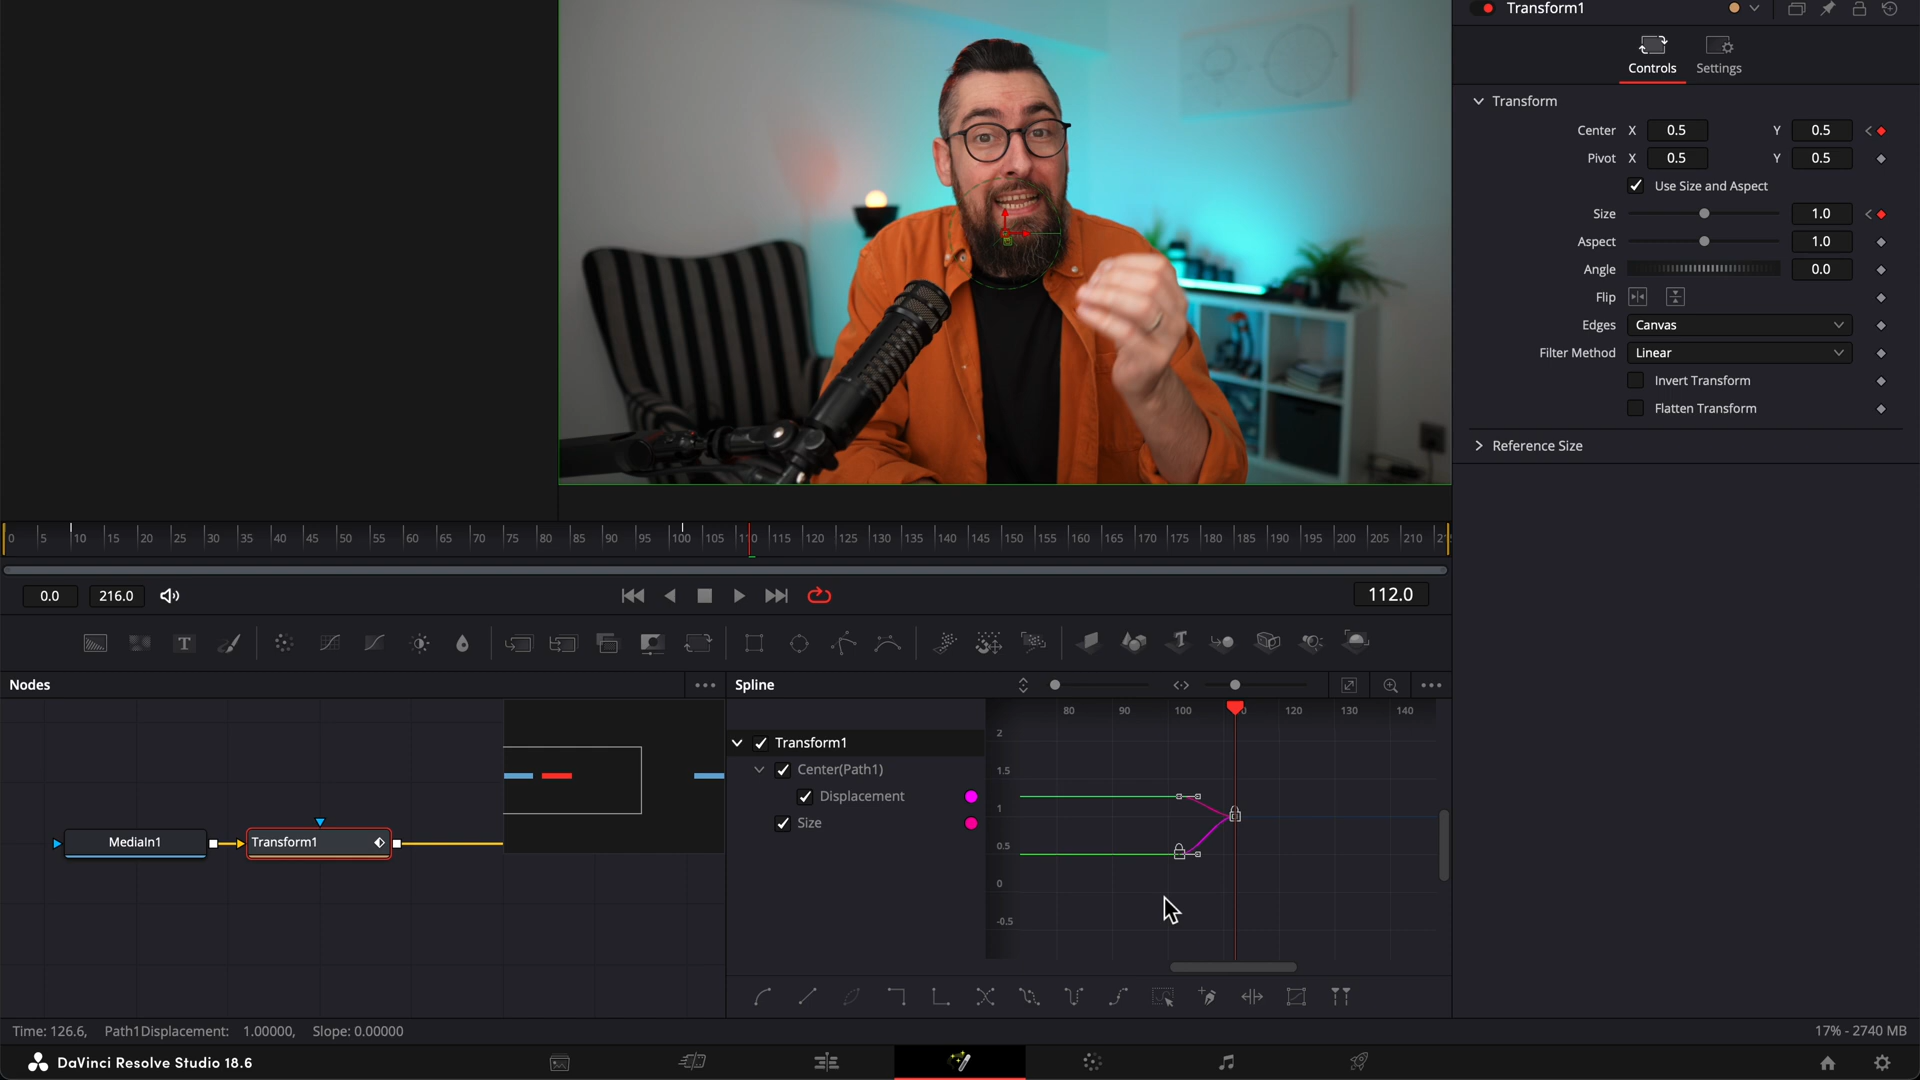 Transform1
Controls
Settings
Transform
Center X 0.5 Y 0.5
Pivot X 0.5 Y 0.5
Use Size and Aspect
Size 1.0
Aspect 1.0
Angle 0.0
Flip
Edges Canvas
Filter Method Linear
Invert Transform
Flatten Transform
Reference Size
0 5 10 15 20 25 30 35 40 45 50 55 60 65 70 75 80 85 90 95 100 105 115 120 125 130 135 140 145 150 155 160 165 170 175 180 185 190 195 200 205 210
0.0 216.0 112.0
T
Nodes
Spline
80 90 100 120 130 140
Transform1
Center(Path1)
Displacement
Size
2
1.5
1
0.5
0
-0.5
MediaIn1
Transform1
Time: 126.6, Path1Displacement: 1.00000, Slope: 0.00000
17% - 2740 MB
DaVinci Resolve Studio 18.6